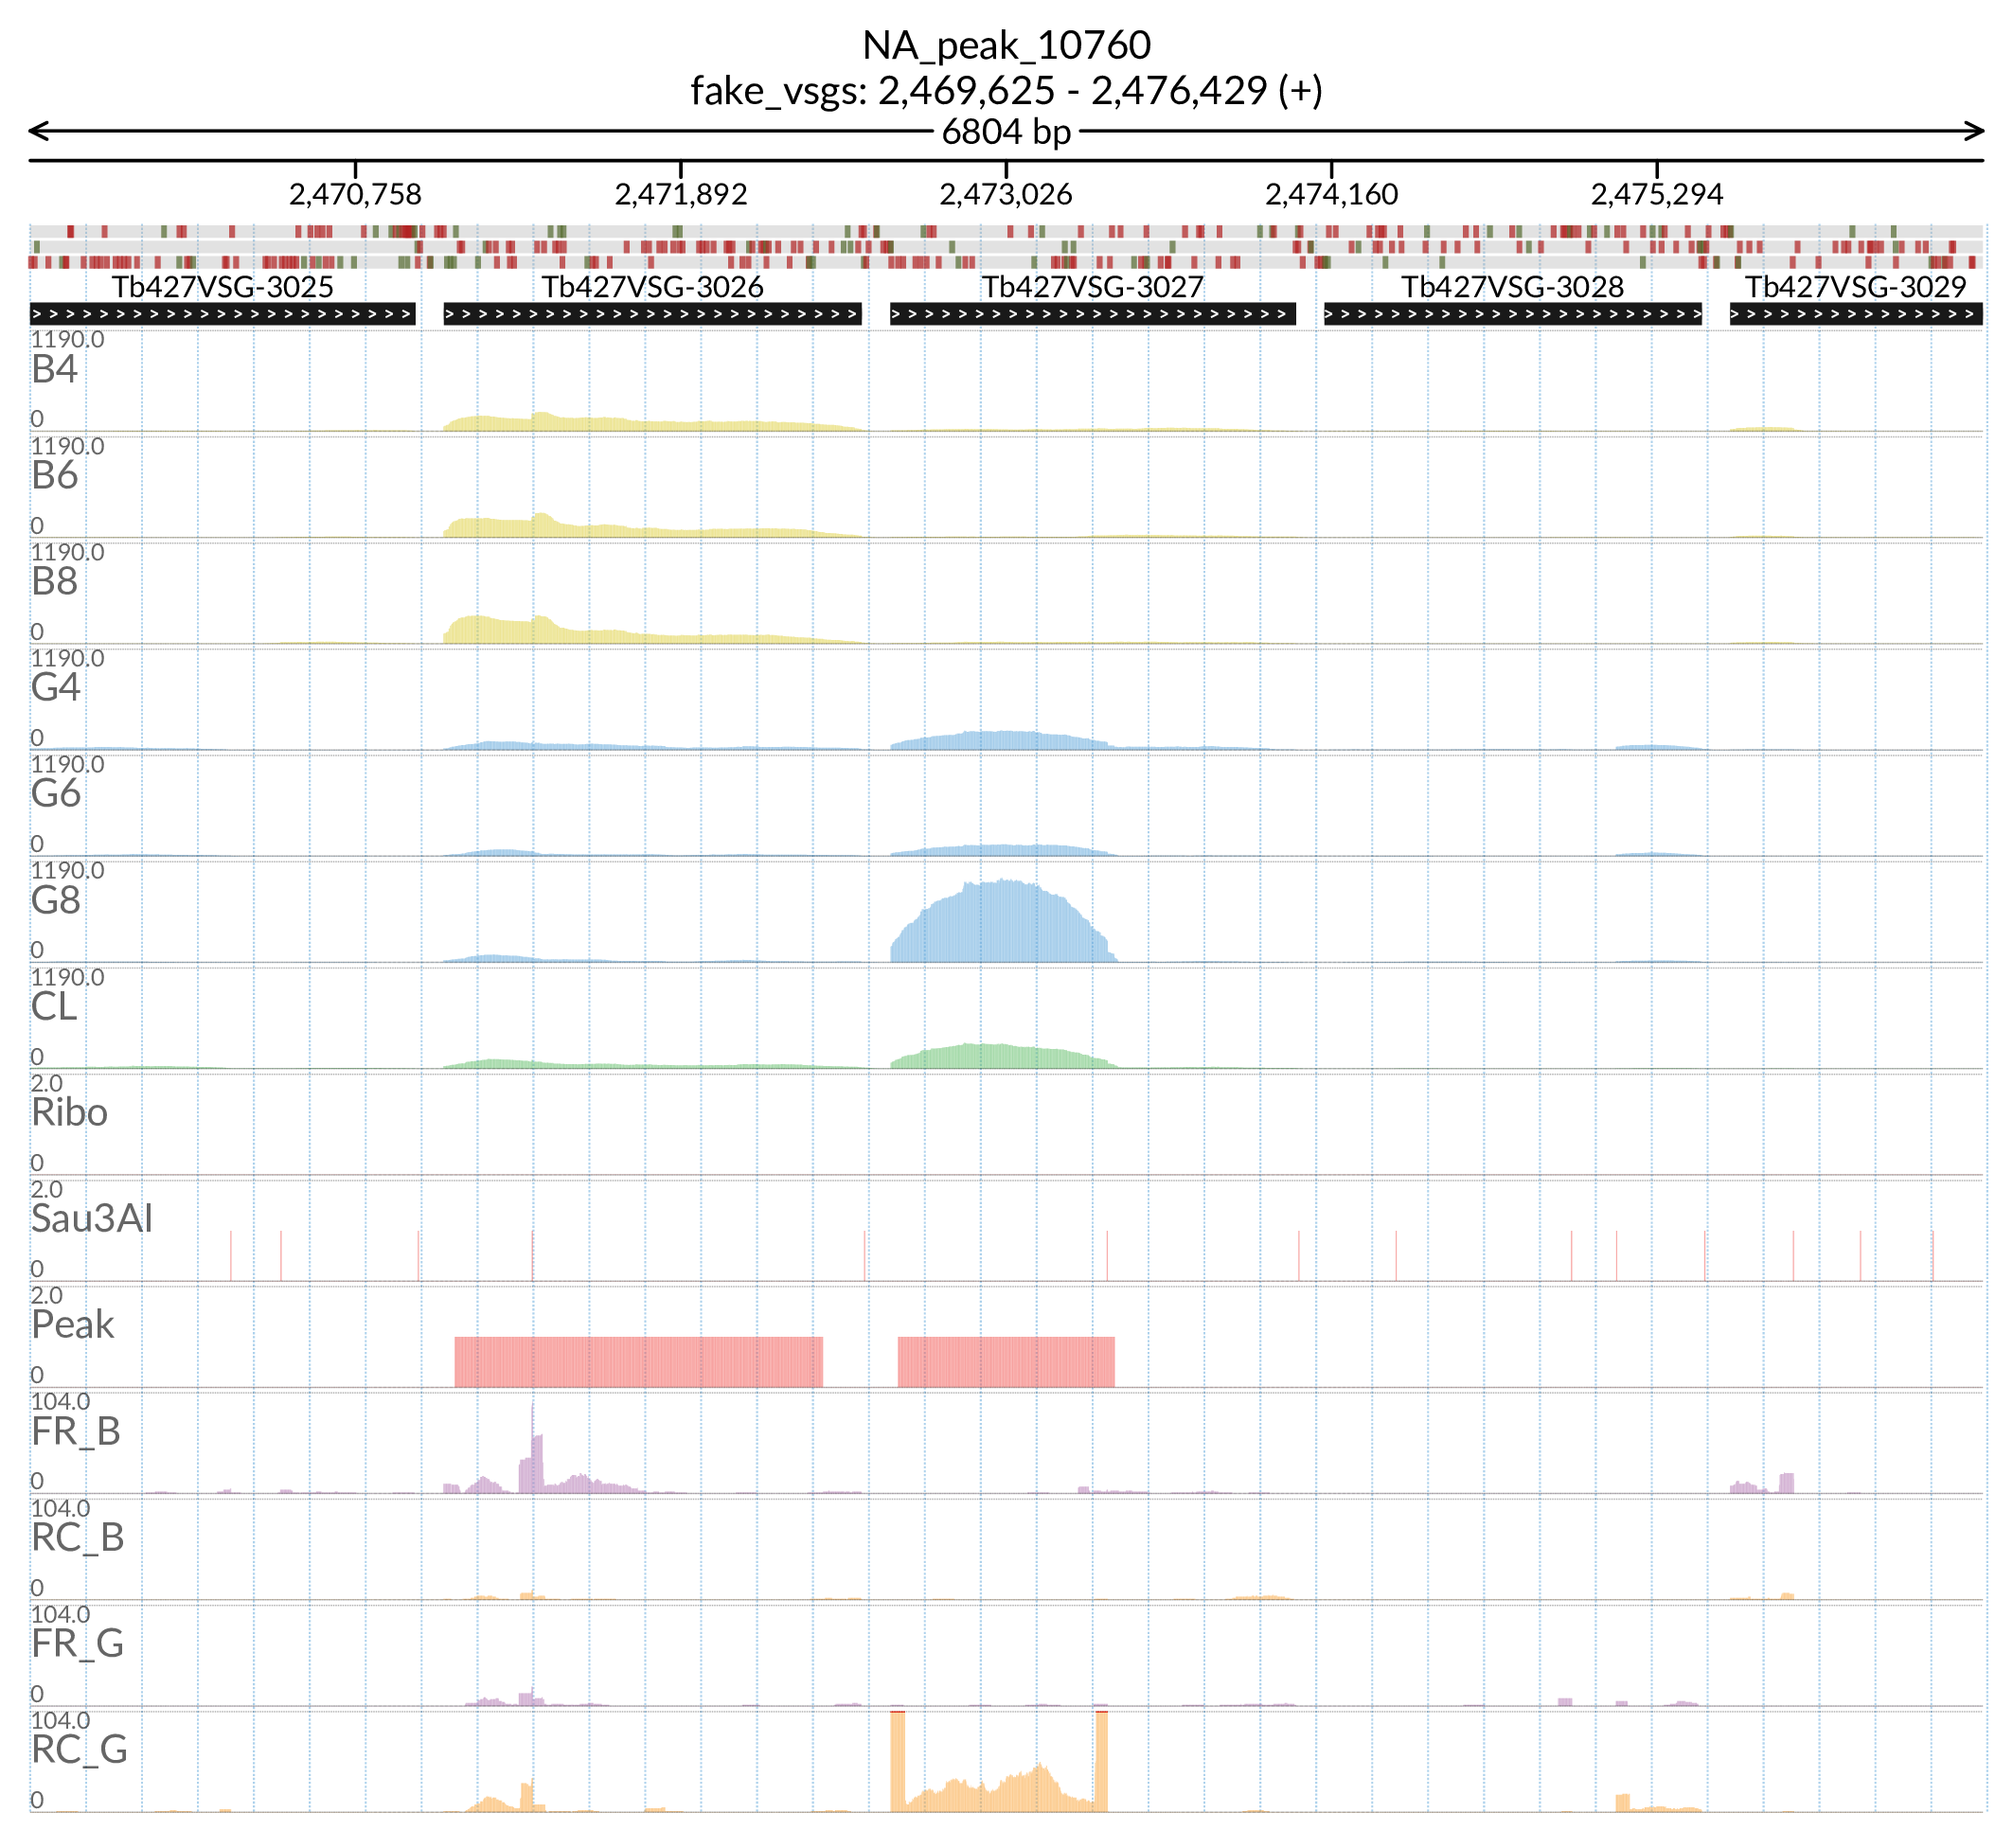 NA_peak_10760
fake_vsgs: 2,469,625 - 2,476,429 (+)
6804 bp
2,470,758 2,471,892 2,473,026 2,474,160 2,475,294
Tb427VSG-3025 Tb427VSG-3026 Tb427VSG-3027 Tb427VSG-3028 Tb427VSG-3029
1190.0
B4
0
1190.0
B6
0
1190.0
B8
0
1190.0
G4
0
1190.0
G6
0
1190.0
G8
0
1190.0
CL
0
2.0
Ribo
0
2.0
Sau3AI
0
2.0
Peak
0
104.0
FR_B
0
104.0
RC_B
0
104.0
FR_G
0
104.0
RC_G
0